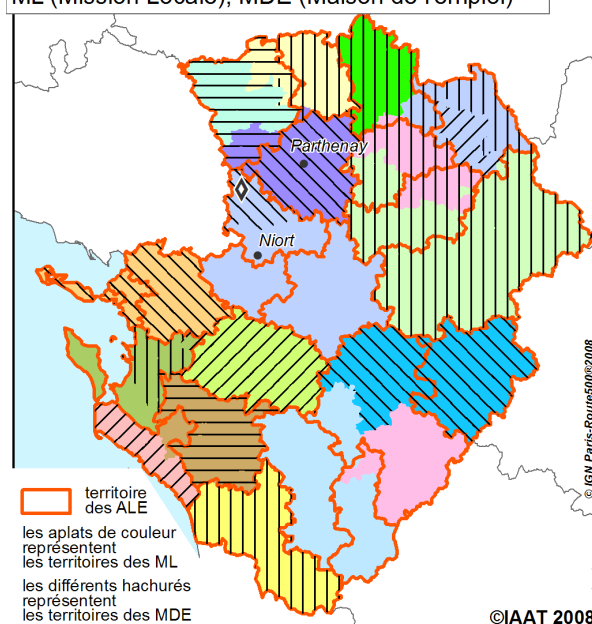 ML (Mission Locale), MDE (Maison de l'emploi)
Parthenay
Niort
territoire
des ALE
les aplats de couleur
représentent
les territoires des ML
les différents hachurés
représentent
les territoires des MDE
© IGN Paris-Route500®2008
©IAAT 2008